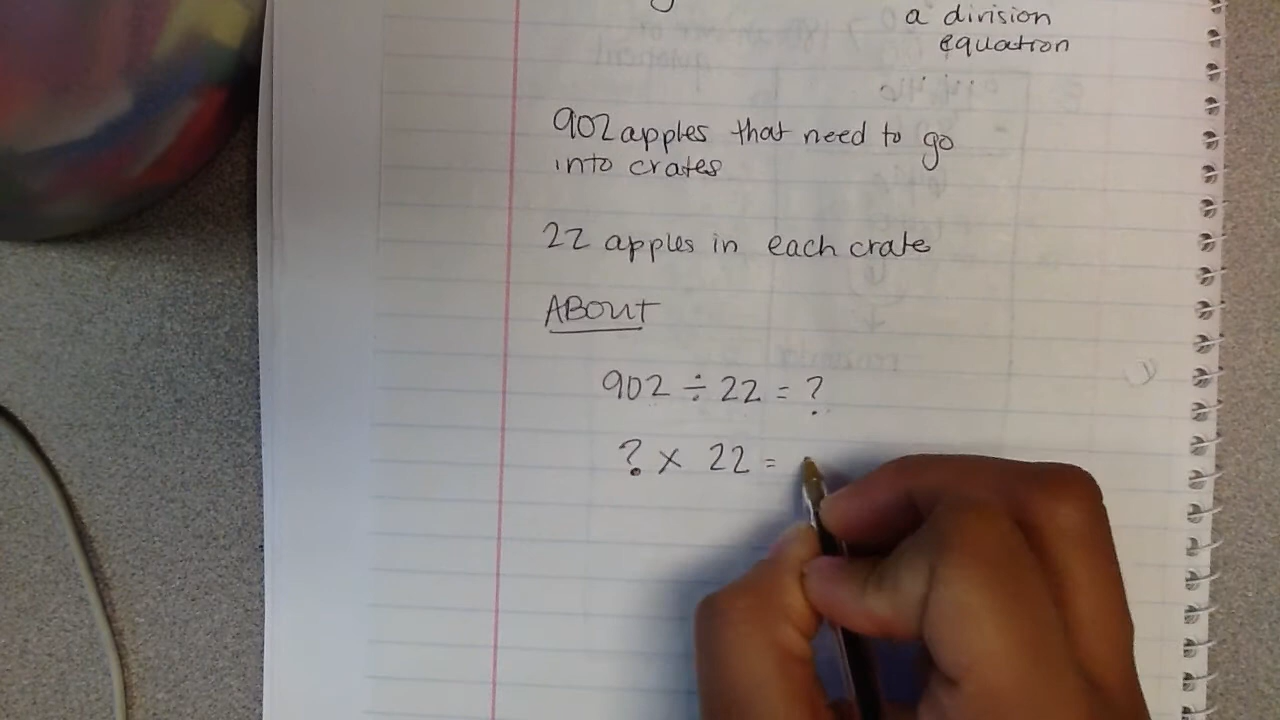 a division
equation
902 apples that need to go
into crates
22 apples in each crate
ABOUT
902 ÷ 22 = ?
? × 22 =